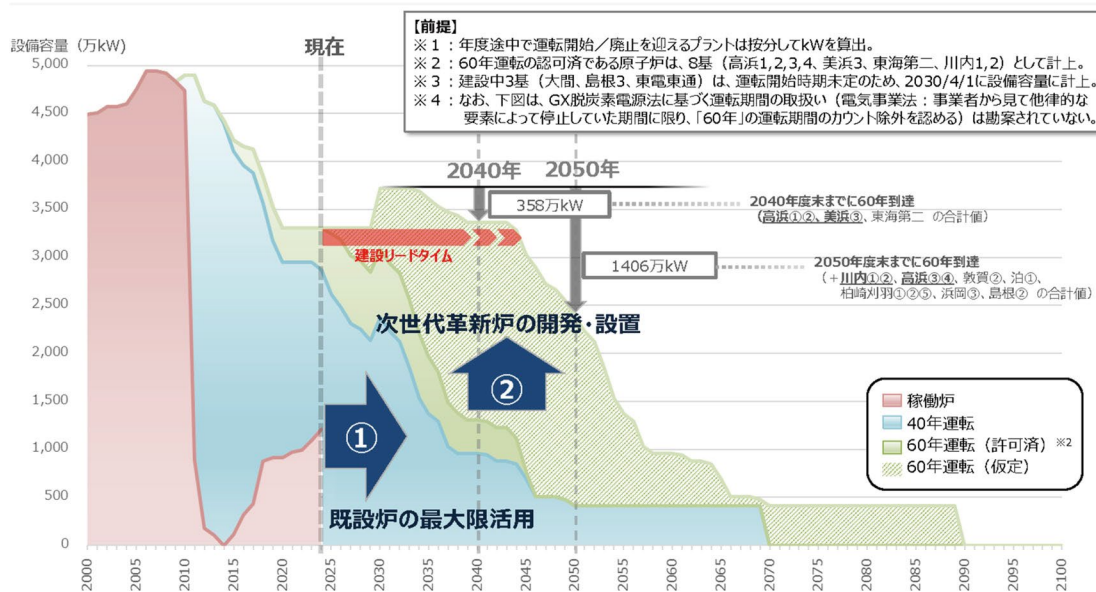 【前提】
※1:年度途中で運転開始/廃止を迎えるプラントは按分してkWを算出。
※2:60年運転の認可済である原子炉は、8基(高浜1,2,3,4、美浜3、東海第二、川内1,2)として計上。
※3:建設中3基(大間、島根3、東電東通)は、運転開始時期未定のため、2030/4/1に設備容量に計上。
※4:なお、下図は、GX脱炭素電源法に基づく運転期間の取扱い(電気事業法:事業者から見て他律的な
要素によって停止していた期間に限り、「60年」の運転期間のカウント除外を認める)は勘案されていない。
設備容量(万kW)
現在
5,000
4,500
4,000
3,500
3,000
2,500
2,000
1,500
1,000
500
0
2040年
2050年
358万kW
2040年度末までに60年到達
(高浜①②、美浜③、東海第二 の合計値)
建設リードタイム
1406万kW
2050年度末までに60年到達
(+川内①②、高浜③④、敦賀②、泊①、
柏崎刈羽①②⑤、浜岡③、島根② の合計値)
次世代革新炉の開発・設置
②
①
既設炉の最大限活用
稼働炉
40年運転
60年運転(許可済)※2
60年運転(仮定)
2000
2005
2010
2015
2020
2025
2030
2035
2040
2045
2050
2055
2060
2065
2070
2075
2080
2085
2090
2095
2100